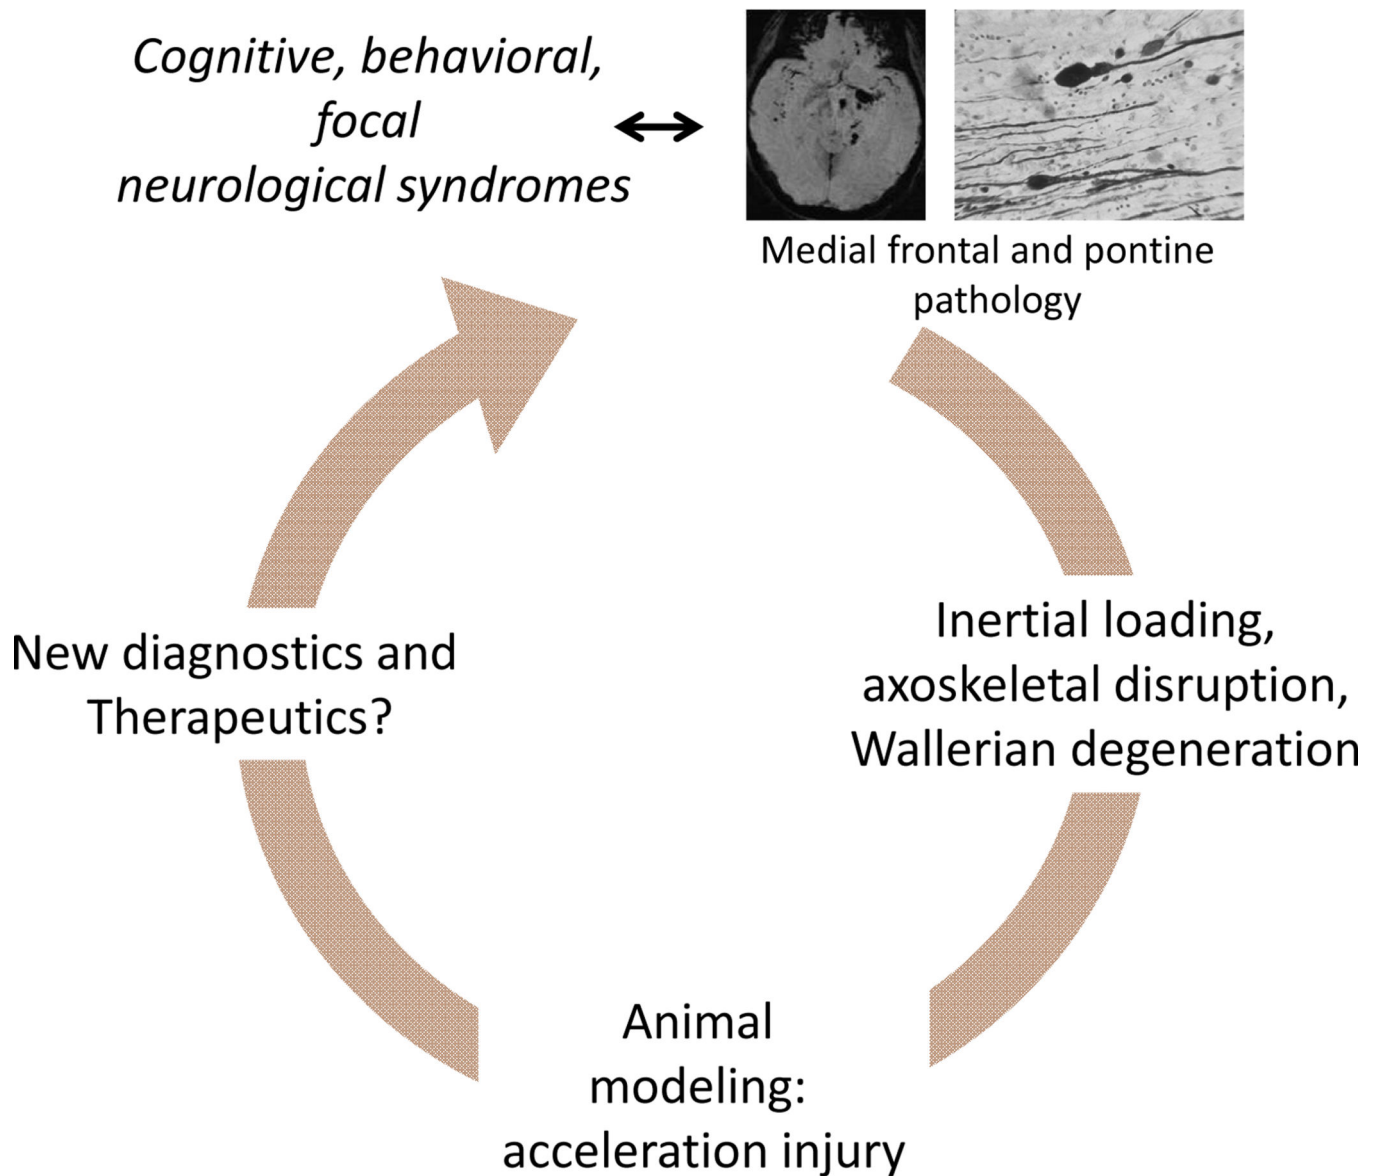 Cognitive, behavioral,
focal
neurological syndromes
Medial frontal and pontine
pathology
Inertial loading,
axoskeletal disruption,
Wallerian degeneration
Animal
modeling:
acceleration injury
New diagnostics and
Therapeutics?